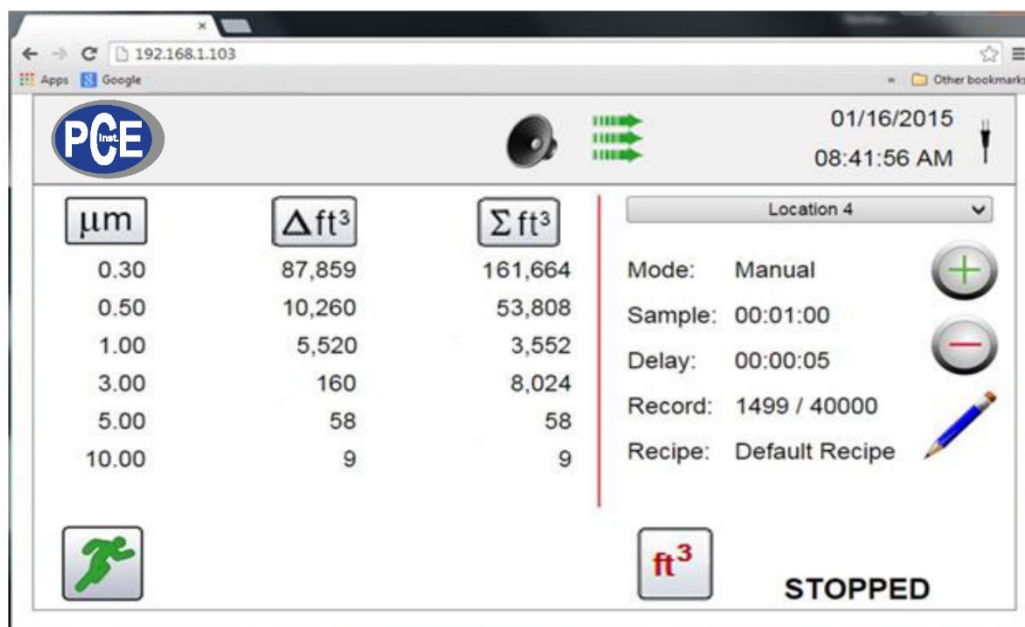 192.168.1.103
Apps Google » Other bookmarks
PCE Inst.
01/16/2015
08:41:56 AM
µm Δft³ Σft³
0.30 87,859 161,664
0.50 10,260 53,808
1.00 5,520 3,552
3.00 160 8,024
5.00 58 58
10.00 9 9
Location 4
Mode: Manual
Sample: 00:01:00
Delay: 00:00:05
Record: 1499 / 40000
Recipe: Default Recipe
ft³
STOPPED